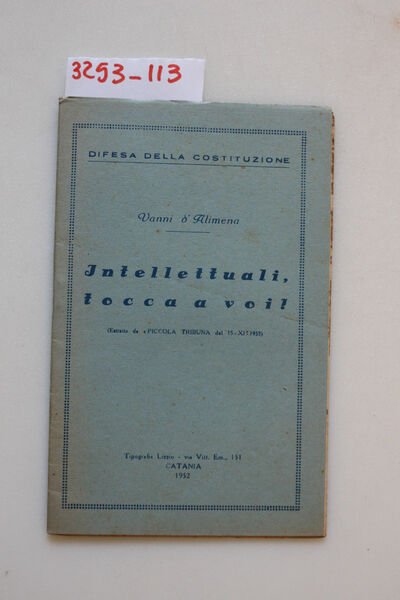 3253-113
DIFESA DELLA COSTITUZIONE
Vanni d'Alimena
Intellettuali,
tocca a voi!
(Estratto da «PICCOLA TRIBUNA del 15-XII-1951)
Tipografia Lizzio - via Vitt. Em., 151
CATANIA
1952